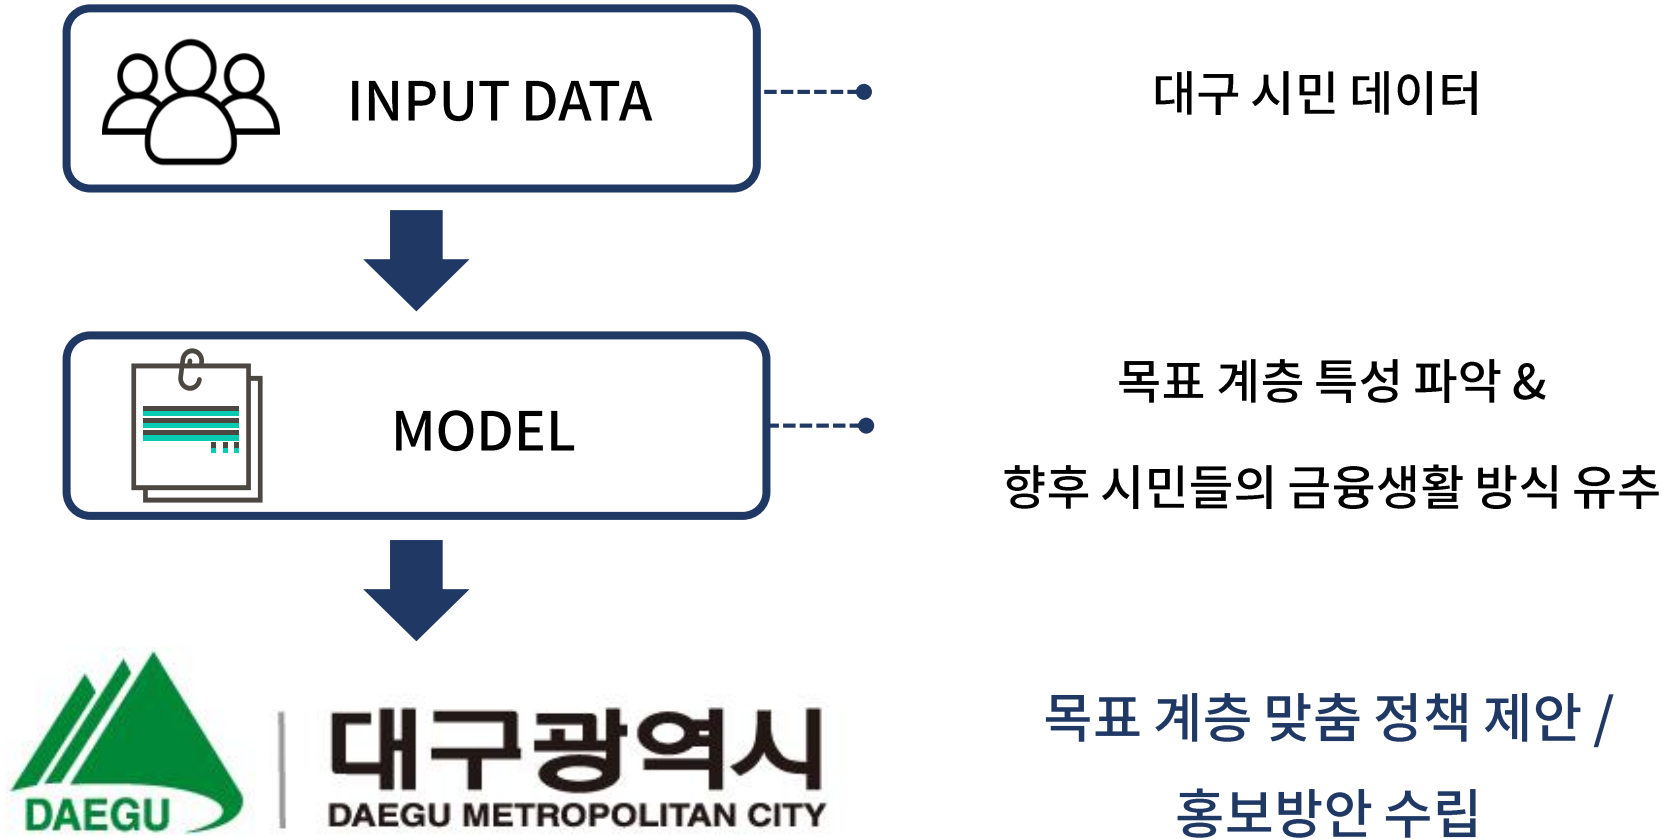 INPUT DATA
대구 시민 데이터
MODEL
목표 계층 특성 파악 &
향후 시민들의 금융생활 방식 유추
DAEGU
대구광역시
DAEGU METROPOLITAN CITY
목표 계층 맞춤 정책 제안 /
홍보방안 수립